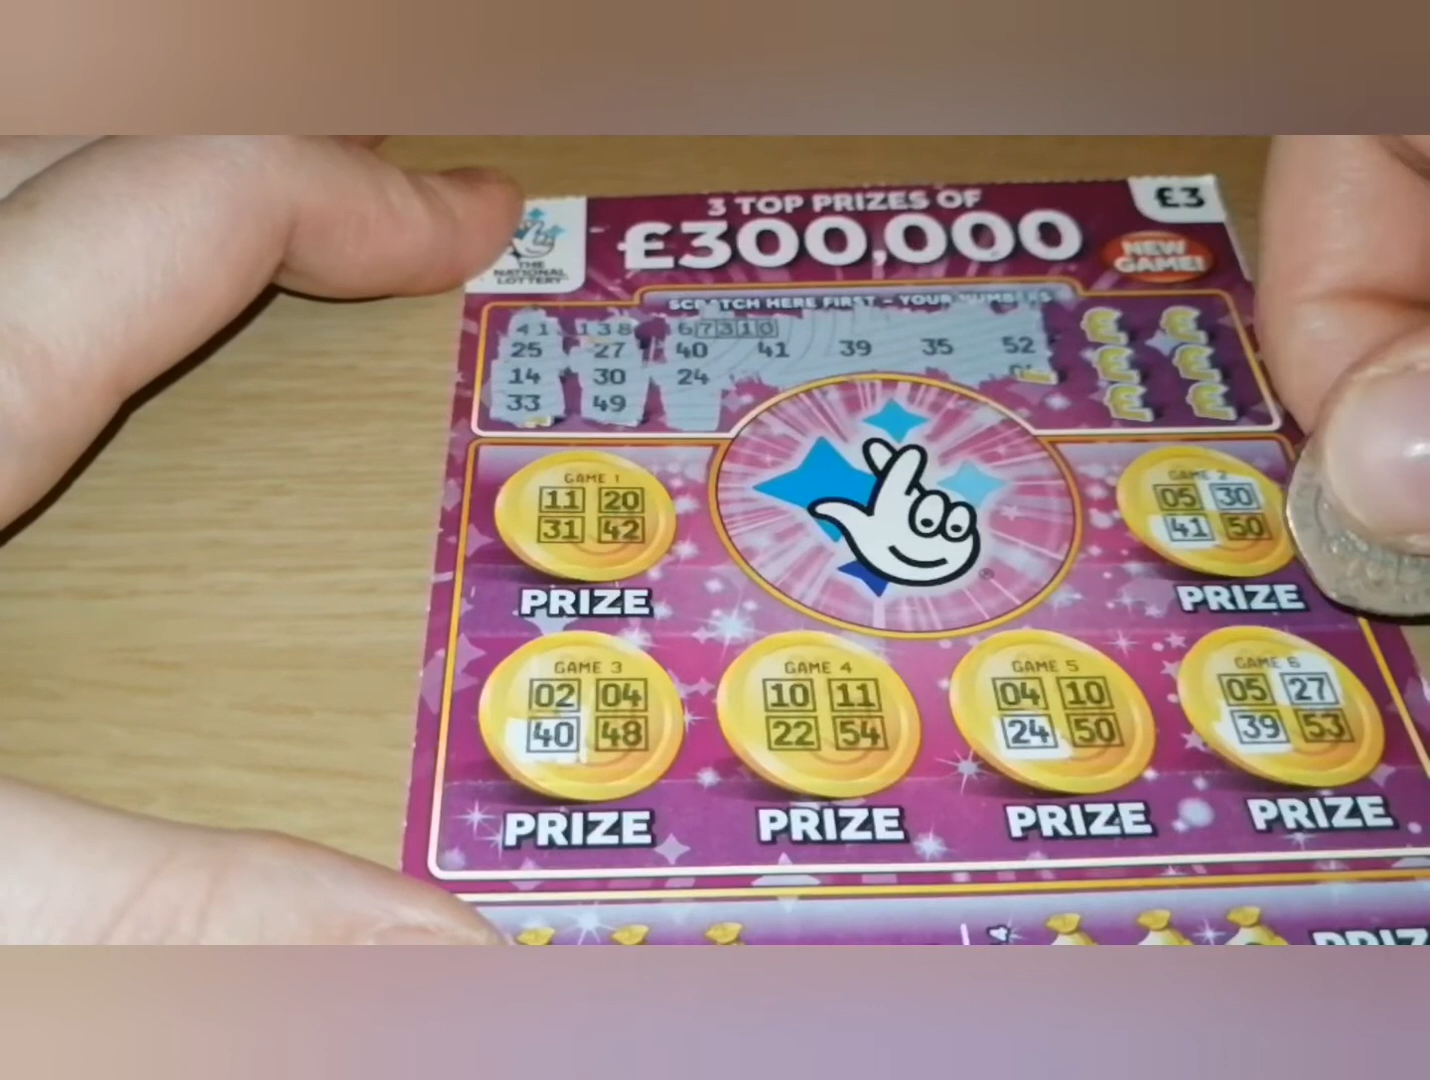 3 TOP PRIZES OF
£3
£300,000
THE
NATIONAL
LOTTERY
NEW
GAME!
SCRATCH HERE FIRST - YOUR NUMBERS
41 138 67310
25 27 40 41 39 35 52
14 30 24
33 49
£ £
£ £
£ £
GAME 1
11 20
31 42
PRIZE
GAME 2
05 30
41 50
PRIZE
GAME 3
02 04
40 48
PRIZE
GAME 4
10 11
22 54
PRIZE
GAME 5
04 10
24 50
PRIZE
GAME 6
05 27
39 53
PRIZE